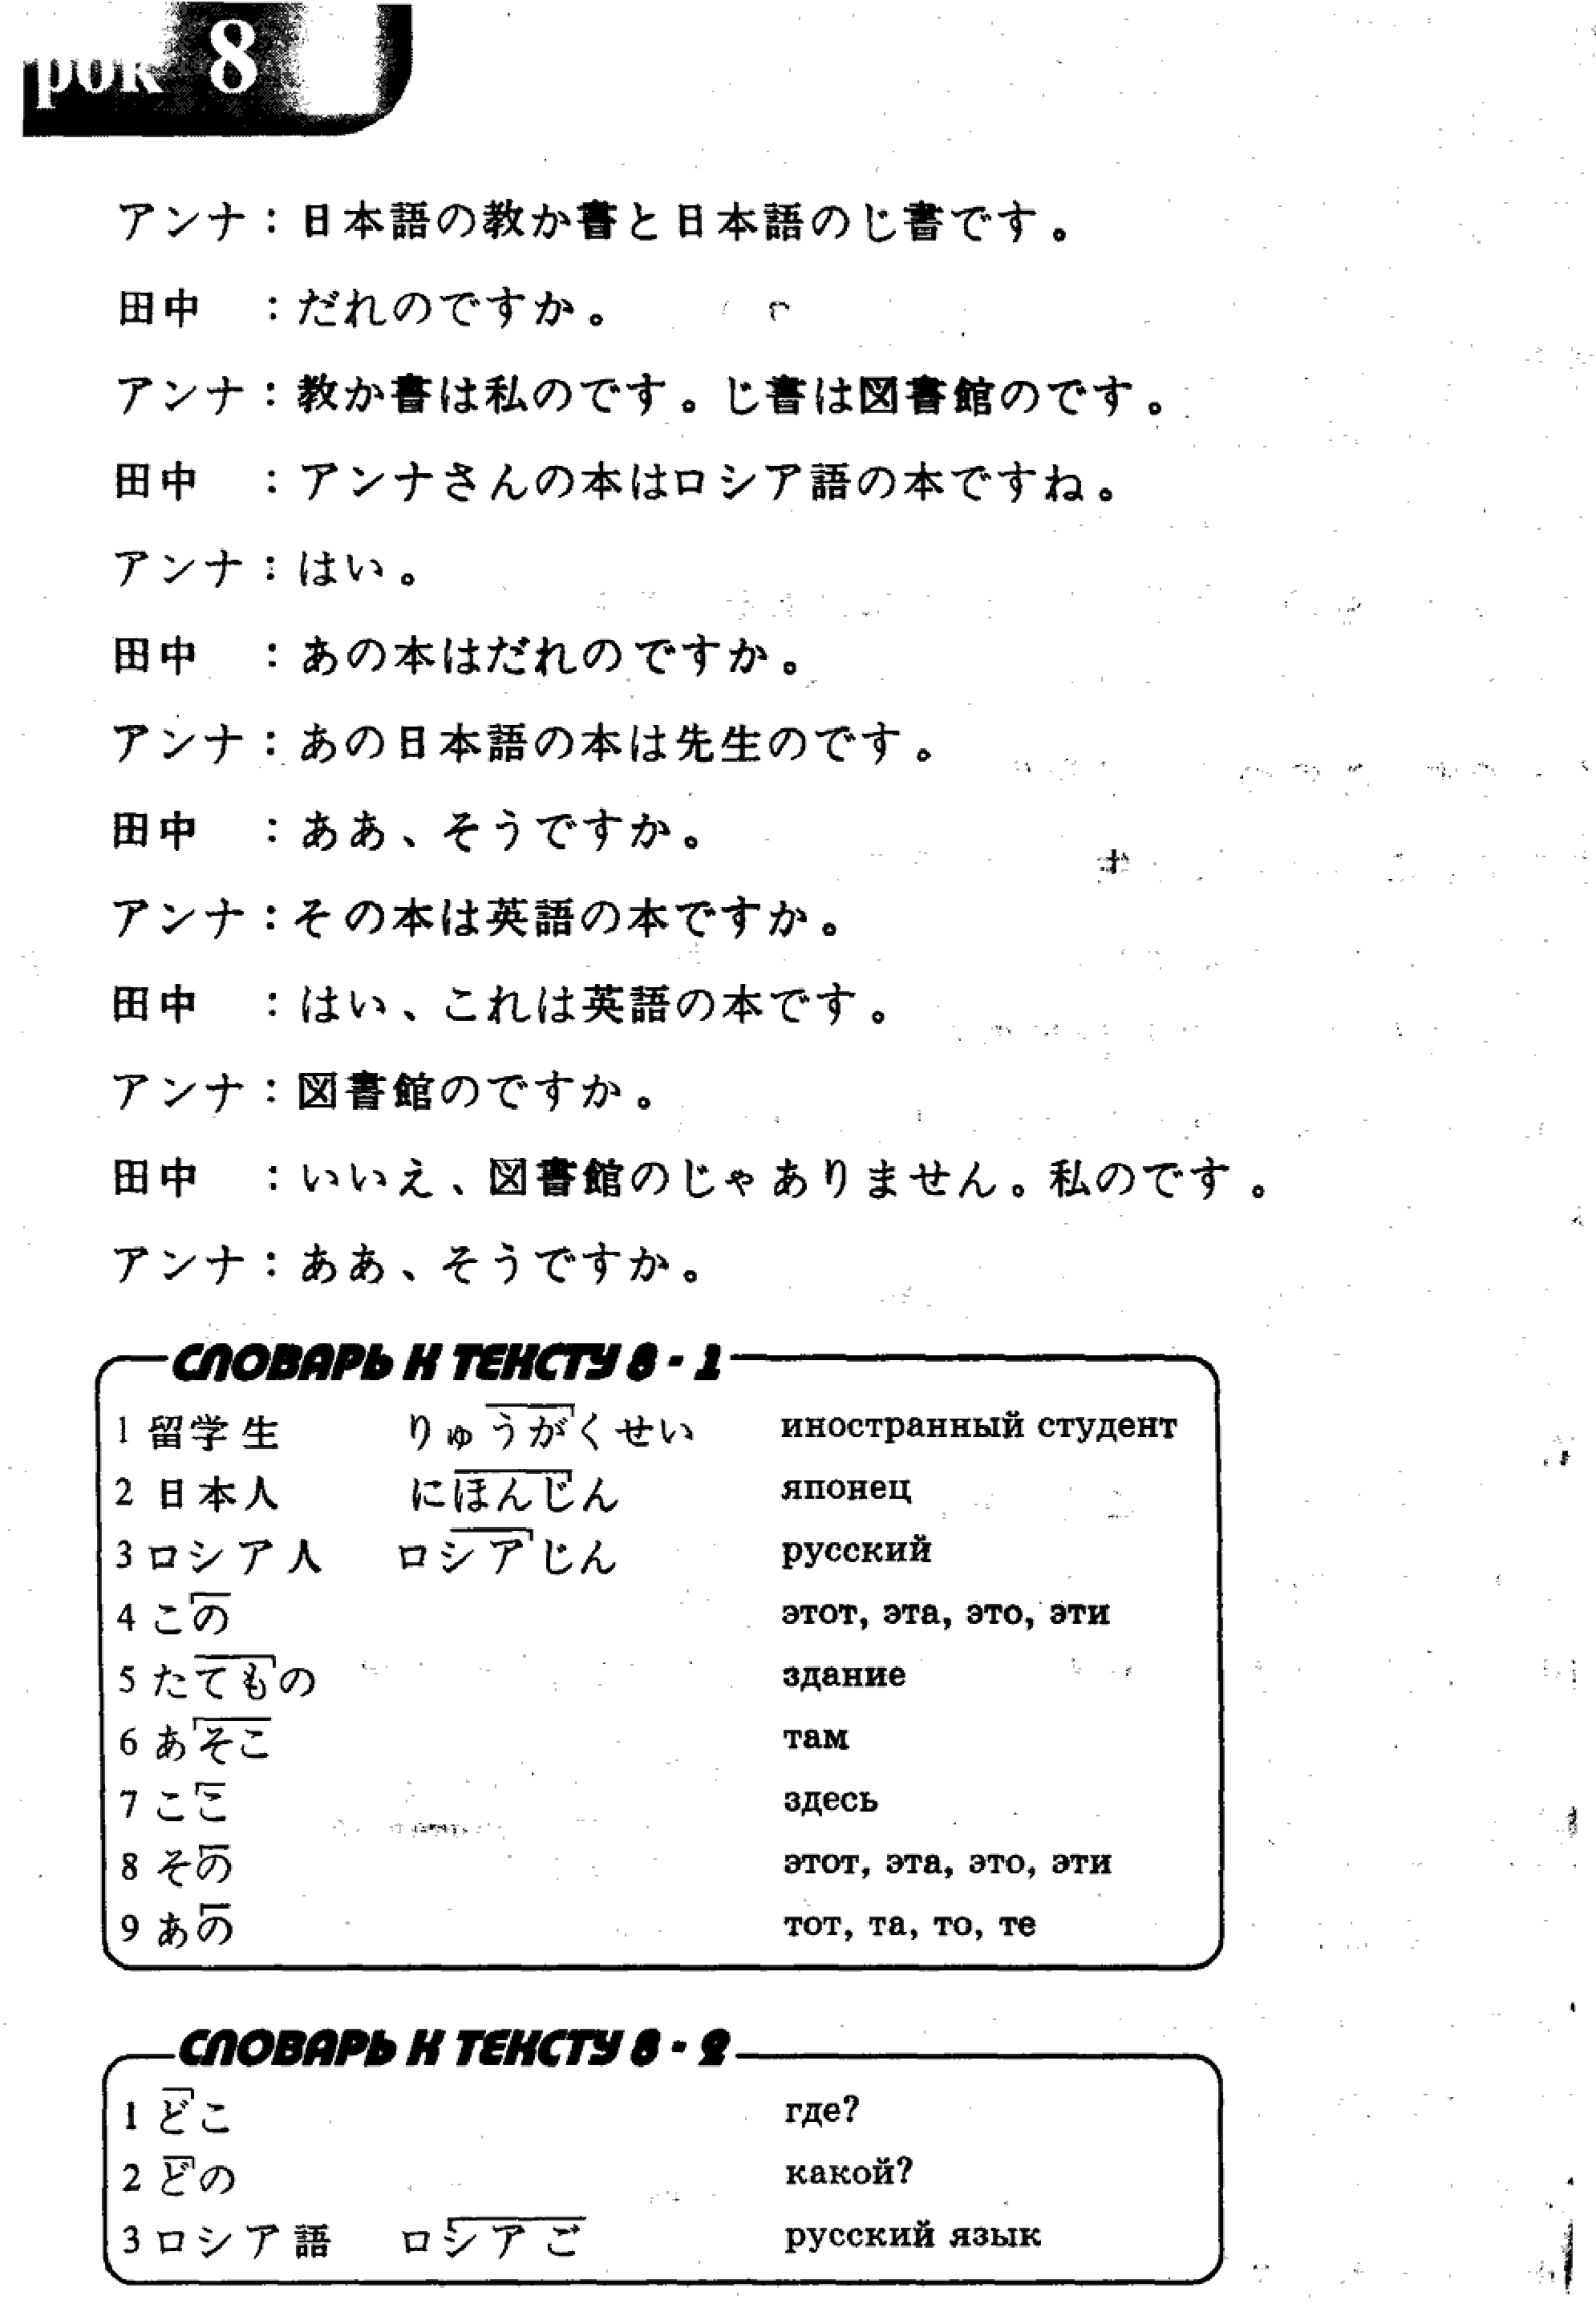 рок 8
アンナ：日本語の教か書と日本語のじ書です。
田中　：だれのですか。
アンナ：教か書は私のです。じ書は図書館のです。
田中　：アンナさんの本はロシア語の本ですね。
アンナ：はい。
田中　：あの本はだれのですか。
アンナ：あの日本語の本は先生のです。
田中　：ああ、そうですか。
アンナ：その本は英語の本ですか。
田中　：はい、これは英語の本です。
アンナ：図書館のですか。
田中　：いいえ、図書館のじゃありません。私のです。
アンナ：ああ、そうですか。
СЛОВАРЬ К ТЕКСТУ 8 - 1
1 留学生 りゅうがくせい иностранный студент
2 日本人 にほんじん японец
3 ロシア人 ロシアじん русский
4 この этот, эта, это, эти
5 たてもの здание
6 あそこ там
7 ここ здесь
8 その этот, эта, это, эти
9 あの тот, та, то, те
СЛОВАРЬ К ТЕКСТУ 8 - 2
1 どこ где?
2 どの какой?
3 ロシア語 ロシアご русский язык